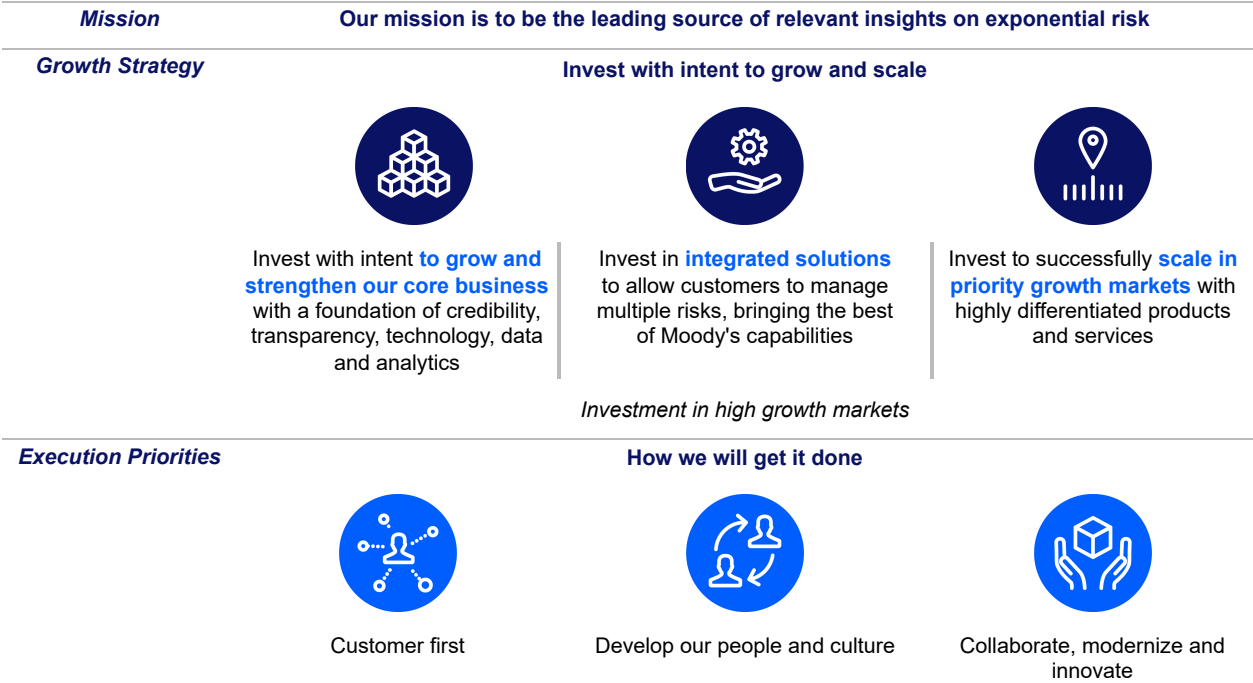 Mission
Our mission is to be the leading source of relevant insights on exponential risk
Growth Strategy
Invest with intent to grow and scale
Invest with intent to grow and
strengthen our core business
with a foundation of credibility,
transparency, technology, data
and analytics
Invest in integrated solutions
to allow customers to manage
multiple risks, bringing the best
of Moody's capabilities
Invest to successfully scale in
priority growth markets with
highly differentiated products
and services
Investment in high growth markets
Execution Priorities
How we will get it done
Customer first
Develop our people and culture
Collaborate, modernize and
innovate